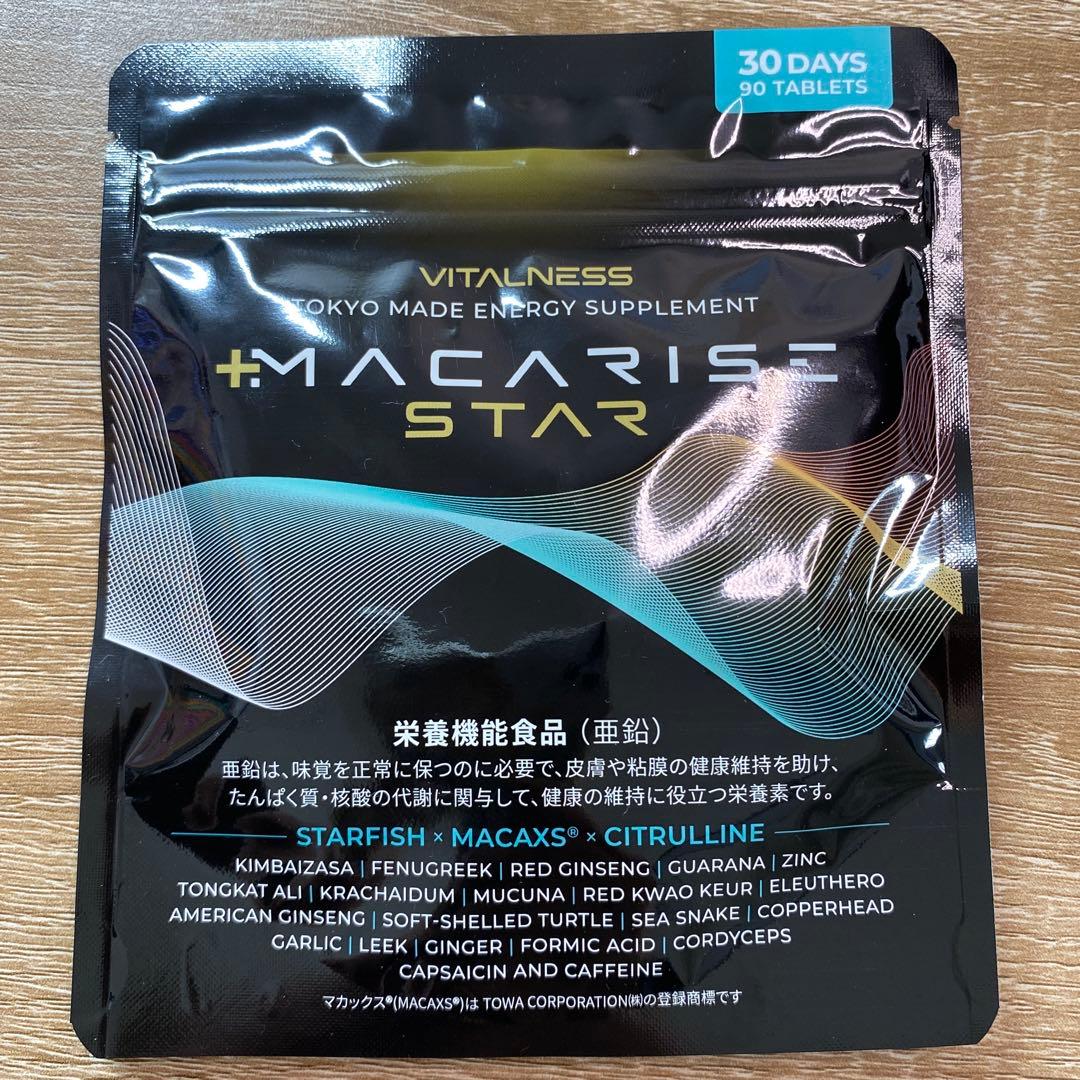 30 DAYS
90 TABLETS
VITALNESS
TOKYO MADE ENERGY SUPPLEMENT
+MACARISE
STAR
栄養機能食品（亜鉛）
亜鉛は、味覚を正常に保つのに必要で、皮膚や粘膜の健康維持を助け、
たんぱく質・核酸の代謝に関与して、健康の維持に役立つ栄養素です。
STARFISH × MACAXS® × CITRULLINE
KIMBAIZASA | FENUGREEK | RED GINSENG | GUARANA | ZINC
TONGKAT ALI | KRACHAIDUM | MUCUNA | RED KWAO KEUR | ELEUTHERO
AMERICAN GINSENG | SOFT-SHELLED TURTLE | SEA SNAKE | COPPERHEAD
GARLIC | LEEK | GINGER | FORMIC ACID | CORDYCEPS
CAPSAICIN AND CAFFEINE
マカックス®(MACAXS®)は TOWA CORPORATION㈱の登録商標です